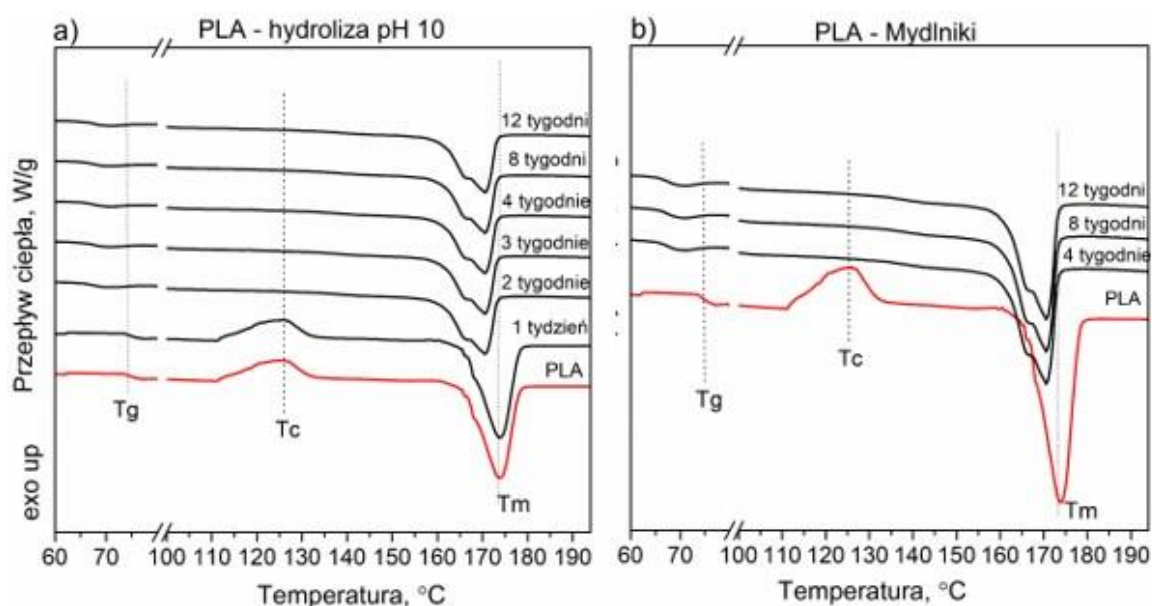 a) PLA - hydroliza pH 10
12 tygodni
8 tygodni
4 tygodnie
3 tygodnie
2 tygodnie
1 tydzień
PLA
Tg
Tc
Tm
Przepływ ciepła, W/g
exo up
60 70 100 110 120 130 140 150 160 170 180 190
Temperatura, °C
b) PLA - Mydlniki
12 tygodni
8 tygodni
4 tygodnie
PLA
Tg
Tc
Tm
60 70 100 110 120 130 140 150 160 170 180 190
Temperatura, °C